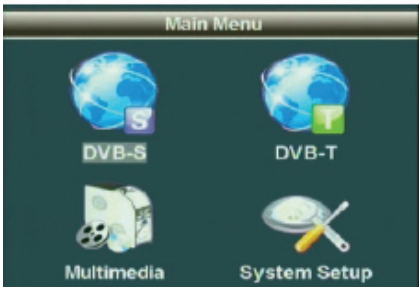 Main Menu
S
T
DVB-S
DVB-T
Multimedia
System Setup